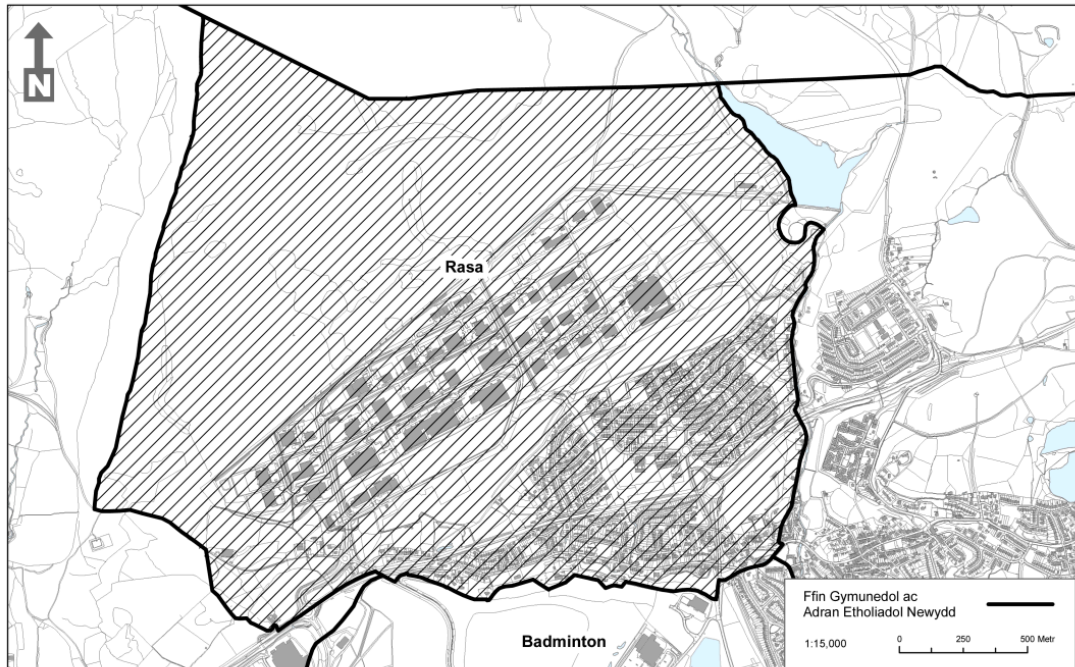 N
Rasa
Badminton
Ffin Gymunedol ac
Adran Etholiadol Newydd
1:15,000
0 250 500 Metr